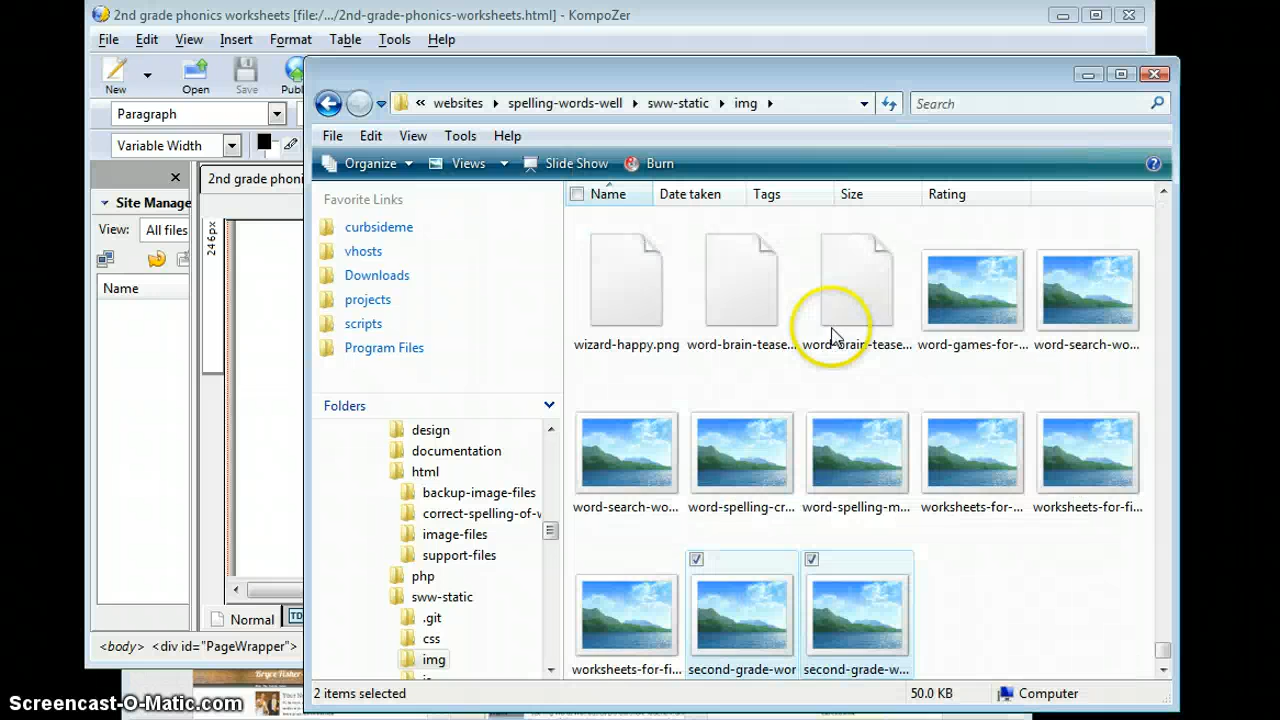 2nd grade phonics worksheets [file:/.../2nd-grade-phonics-worksheets.html] - KompoZer
File Edit View Insert Format Table Tools Help
New Open Save Publ
Paragraph
Variable Width
2nd grade phoni
Site Manage
View: All files
Name
246px
Normal TD
<body> <div id="PageWrapper">
« websites spelling-words-well sww-static img Search
File Edit View Tools Help
Organize Views Slide Show Burn
Favorite Links
curbsideme
vhosts
Downloads
projects
scripts
Program Files
Folders
design
documentation
html
backup-image-files
correct-spelling-of-w
image-files
support-files
php
sww-static
.git
css
img
Name Date taken Tags Size Rating
wizard-happy.png word-brain-tease... word-brain-tease... word-games-for-... word-search-wo...
word-search-wo... word-spelling-cr... word-spelling-m... worksheets-for-... worksheets-for-fi...
worksheets-for-fi... second-grade-wor second-grade-w...
2 items selected 50.0 KB Computer
Bryce Fisher
Screencast-O-Matic.com